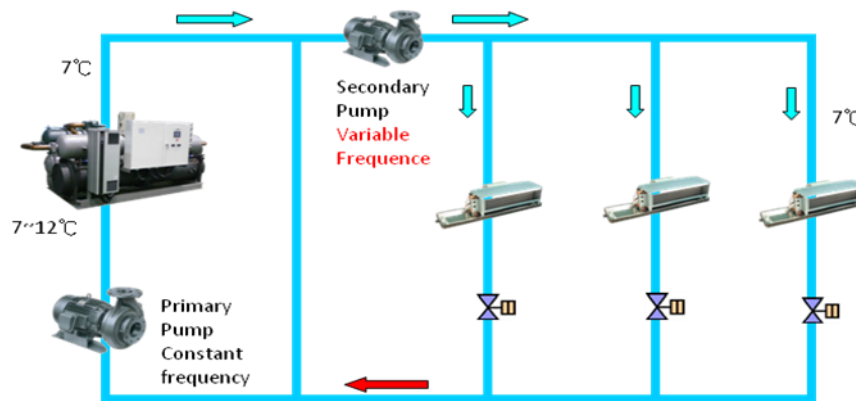 7℃
Secondary
Pump
Variable
Frequence
7℃
7~12℃
Primary
Pump
Constant
frequency